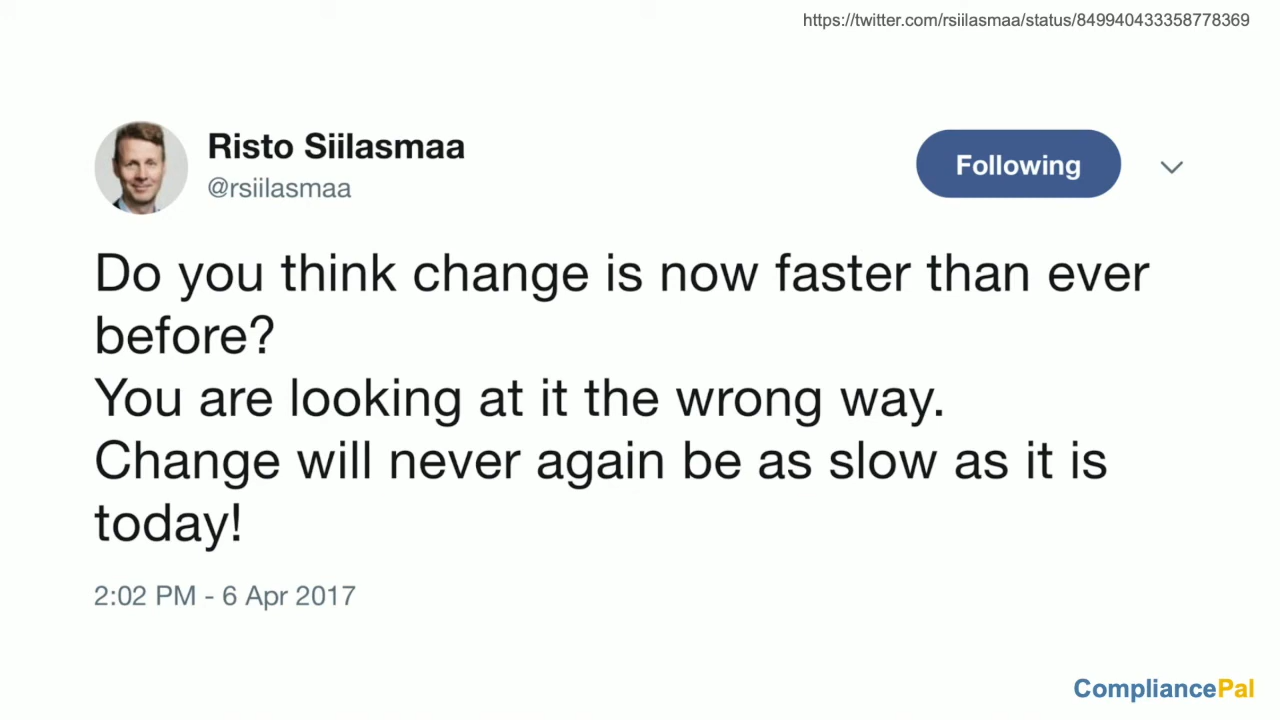 https://twitter.com/rsiilasmaa/status/849940433358778369
Risto Siilasmaa
@rsiilasmaa
Following
Do you think change is now faster than ever
before?
You are looking at it the wrong way.
Change will never again be as slow as it is
today!
2:02 PM - 6 Apr 2017
CompliancePal